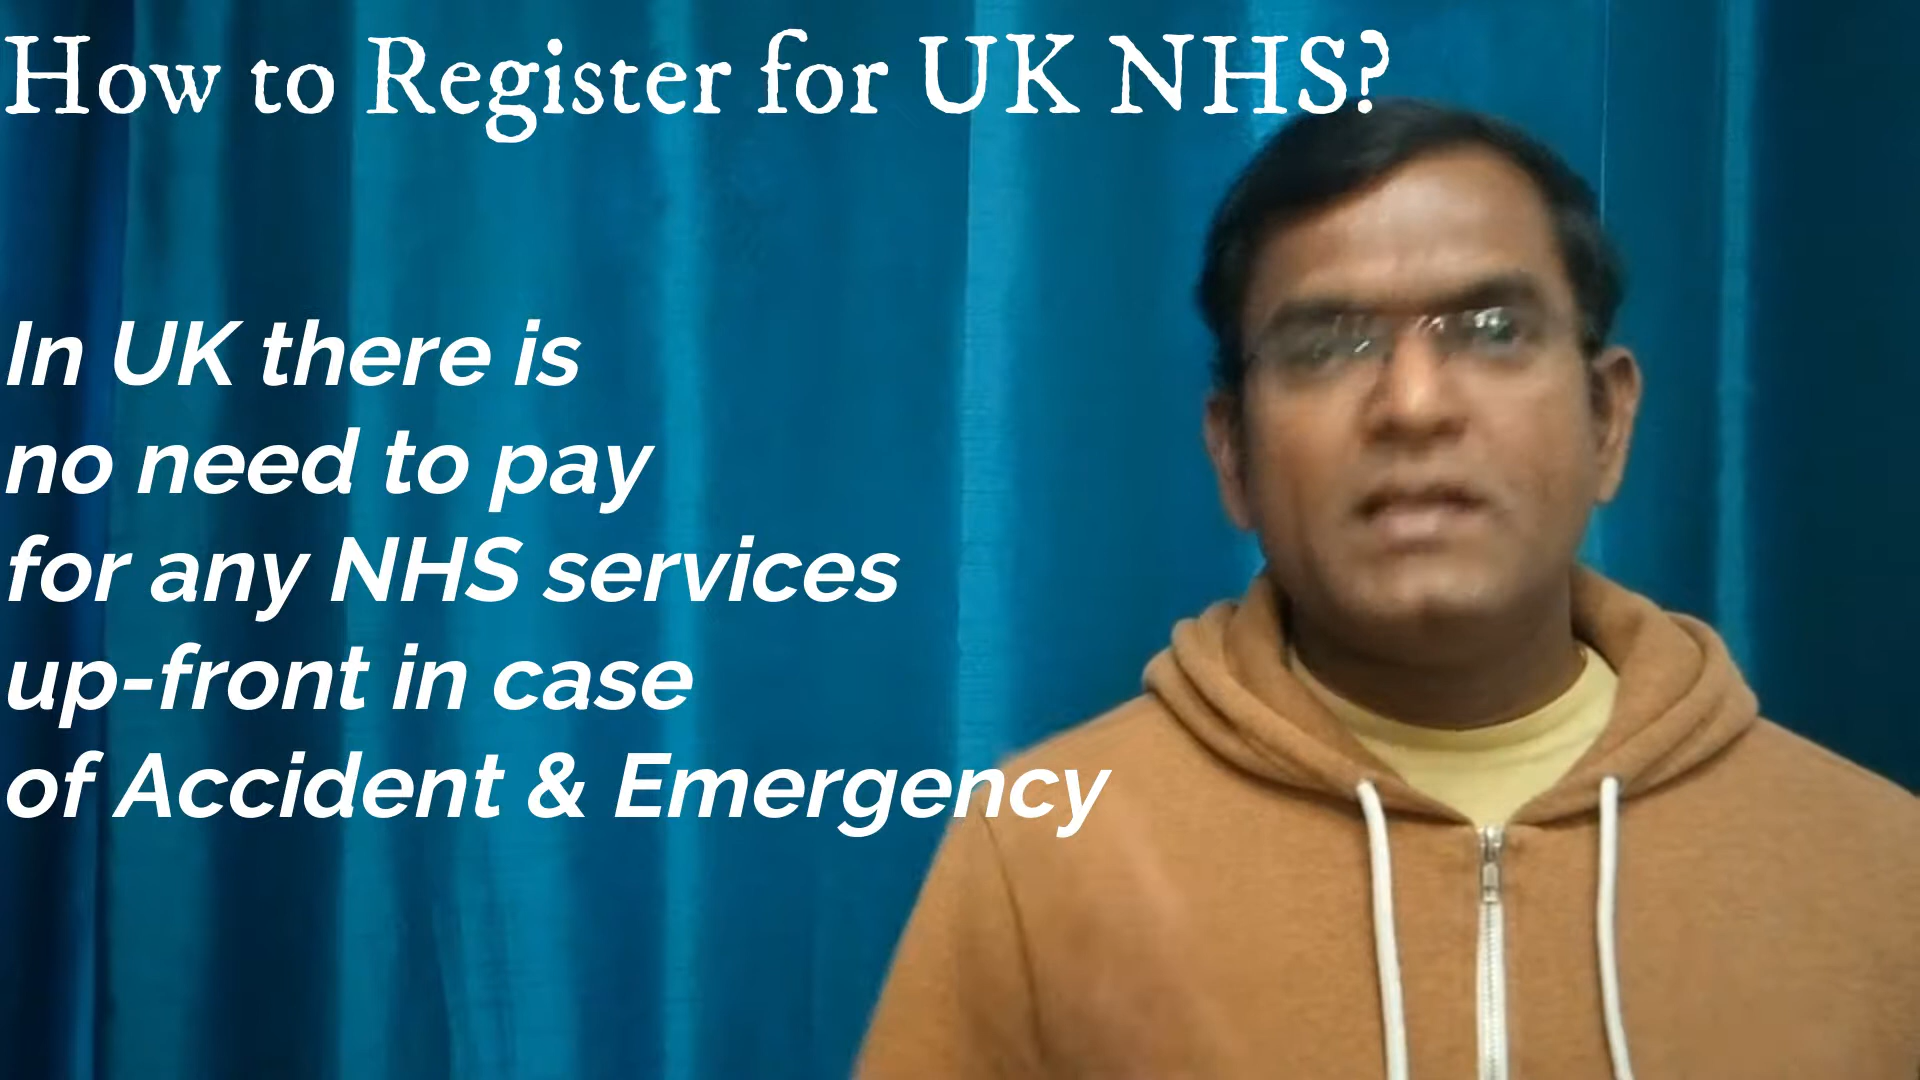 How to Register for UK NHS?
In UK there is
no need to pay
for any NHS services
up-front in case
of Accident & Emergency